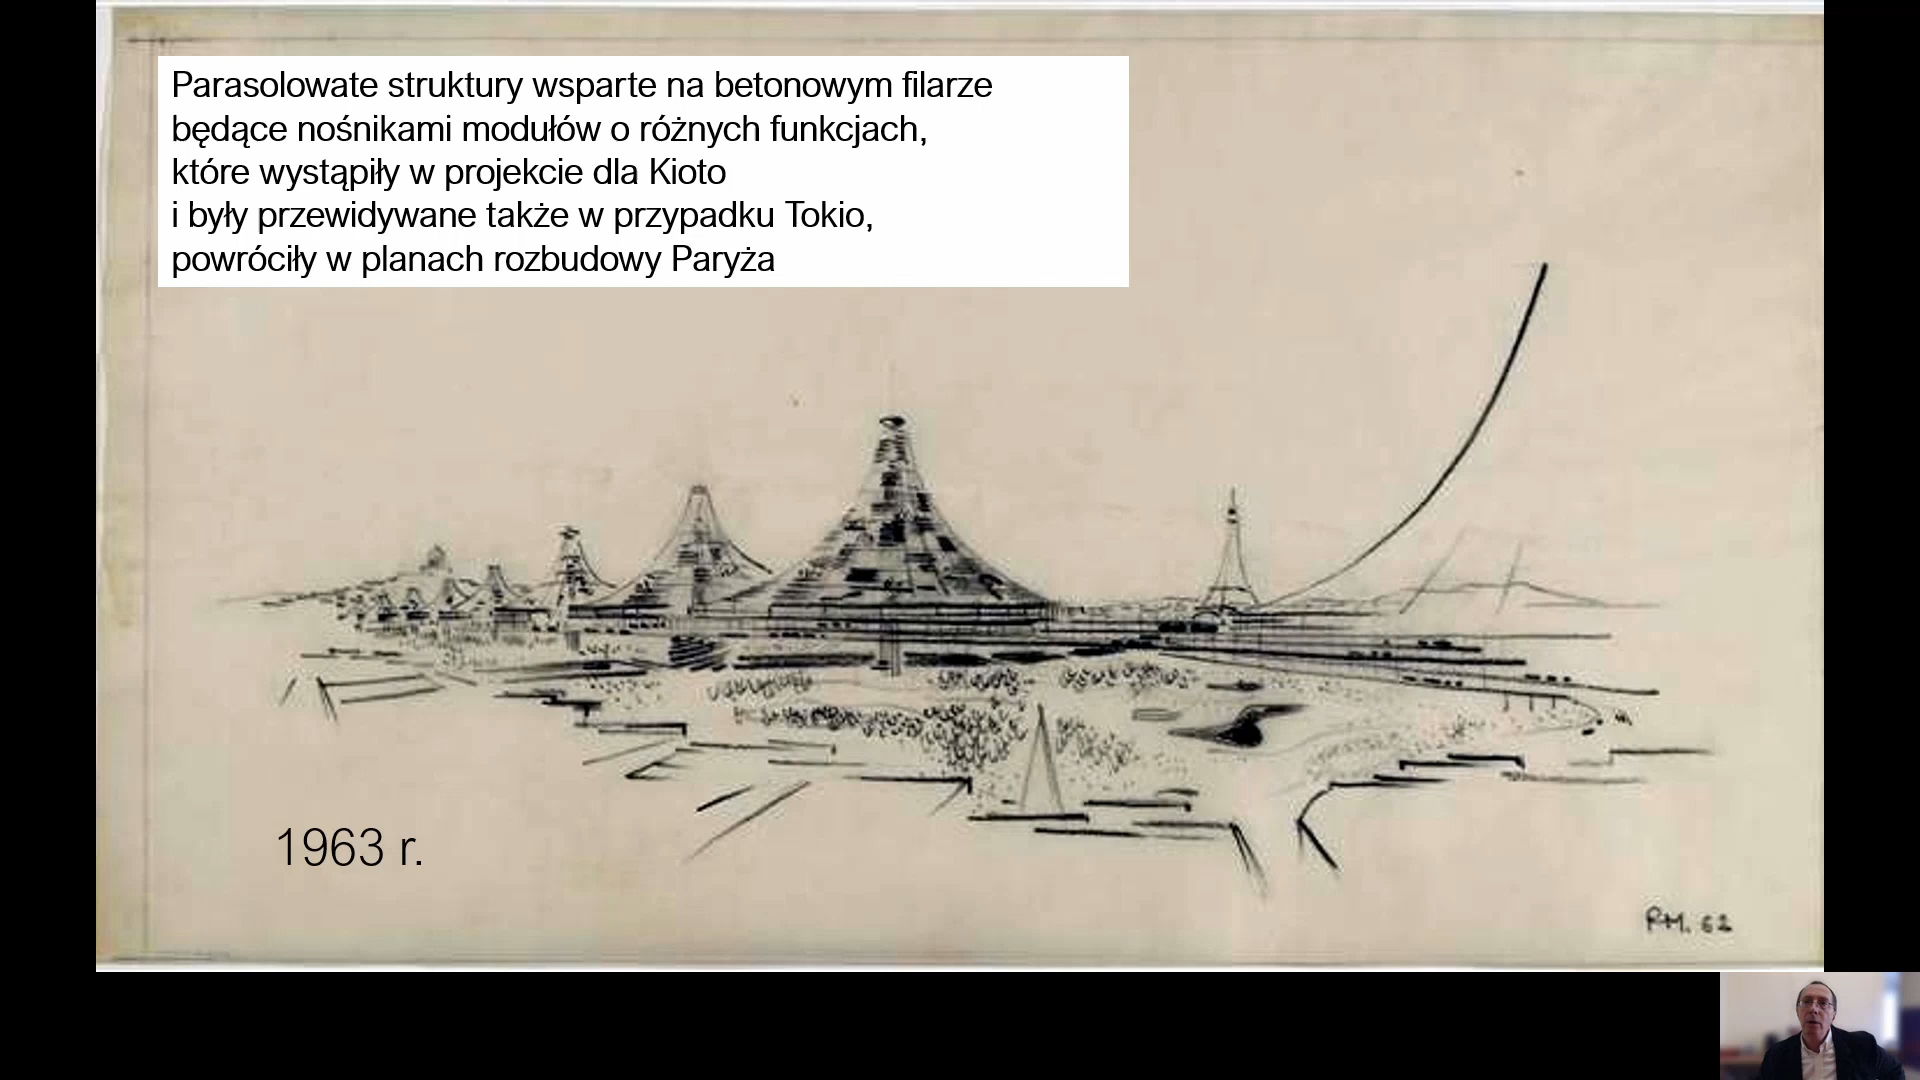 Parasolowate struktury wsparte na betonowym filarze
będące nośnikami modułów o różnych funkcjach,
które wystąpiły w projekcie dla Kioto
i były przewidywane także w przypadku Tokio,
powróciły w planach rozbudowy Paryża
1963 r.
P.M. 62